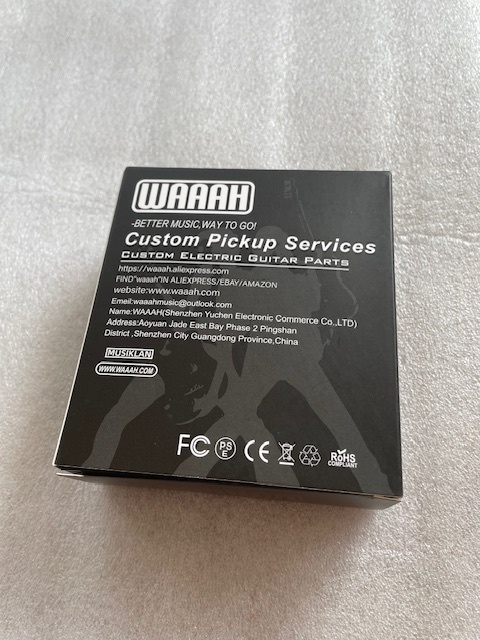 WAAAH
-BETTER MUSIC,WAY TO GO!
Custom Pickup Services
CUSTOM ELECTRIC GUITAR PARTS
https://waaah.aliexpress.com
FIND"waaah"IN ALIEXPRESS/EBAY/AMAZON
website:www.waaah.com
Email:waaahmusic@outlook.com
Name:WAAAH(Shenzhen Yuchen Electronic Commerce Co.,LTD)
Address:Aoyuan Jade East Bay Phase 2 Pingshan
District ,Shenzhen City Guangdong Province,China
MUSIKLAN
WWW.WAAAH.COM
FC PSE CE RoHS
COMPLIANT